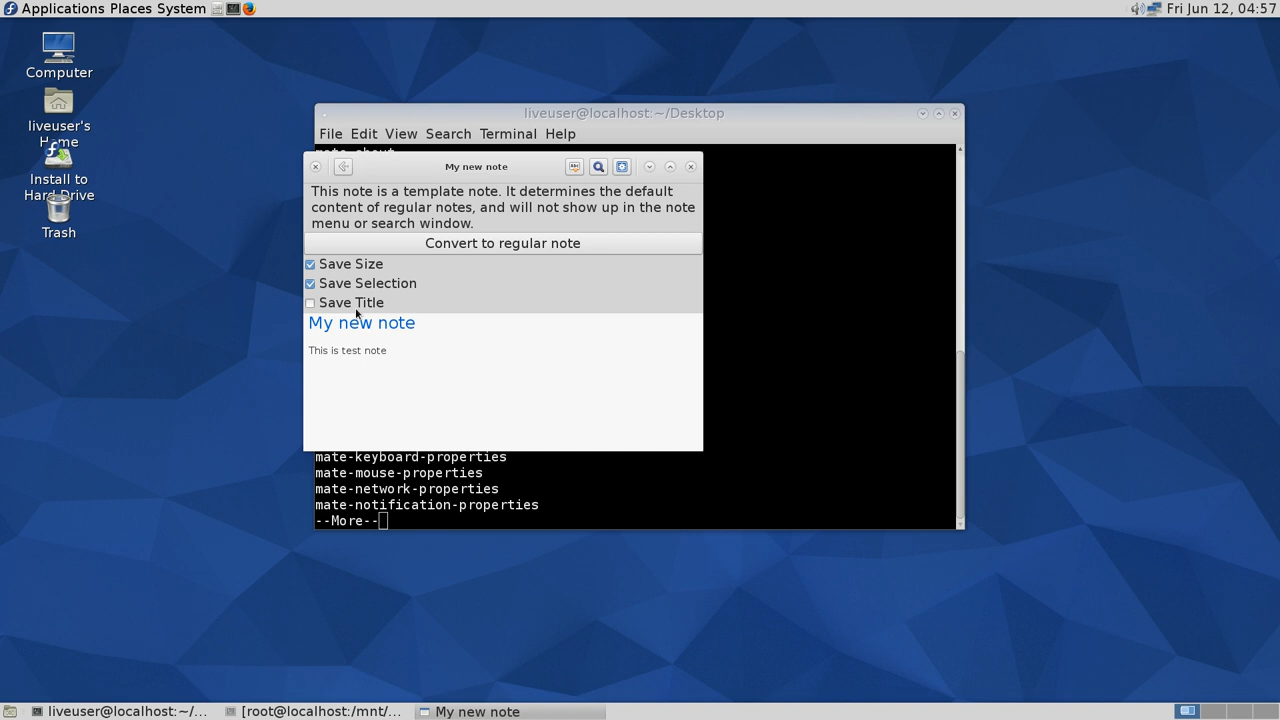 Applications Places System
Fri Jun 12, 04:57
Computer
liveuser's
Home
Install to
Hard Drive
Trash
liveuser@localhost:~/Desktop
File Edit View Search Terminal Help
My new note
Abc
This note is a template note. It determines the default
content of regular notes, and will not show up in the note
menu or search window.
Convert to regular note
Save Size
Save Selection
Save Title
My new note
This is test note
mate-keyboard-properties
mate-mouse-properties
mate-network-properties
mate-notification-properties
--More--
liveuser@localhost:~/...
[root@localhost:/mnt/...
My new note